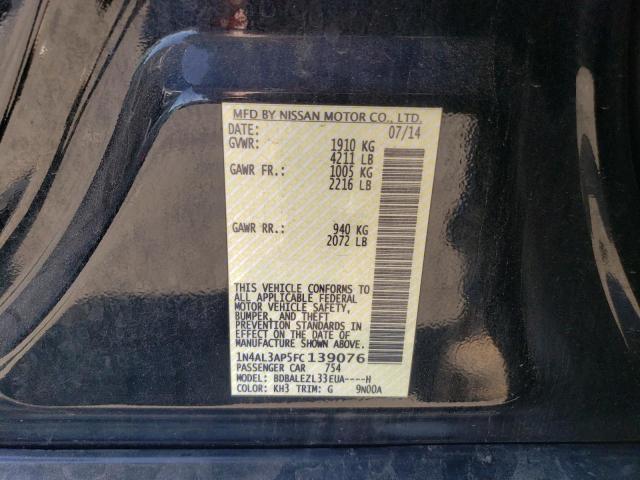 MFD BY NISSAN MOTOR CO., LTD.
DATE: 07/14
GVWR: 1910 KG
4211 LB
GAWR FR.: 1005 KG
2216 LB
GAWR RR.: 940 KG
2072 LB
THIS VEHICLE CONFORMS TO
ALL APPLICABLE FEDERAL
MOTOR VEHICLE SAFETY,
BUMPER, AND THEFT
PREVENTION STANDARDS IN
EFFECT ON THE DATE OF
MANUFACTURE SHOWN ABOVE.
1N4AL3AP5FC139076
PASSENGER CAR 754
MODEL: BDBALEZL33EUA----H
COLOR: KH3 TRIM: G 9N00A